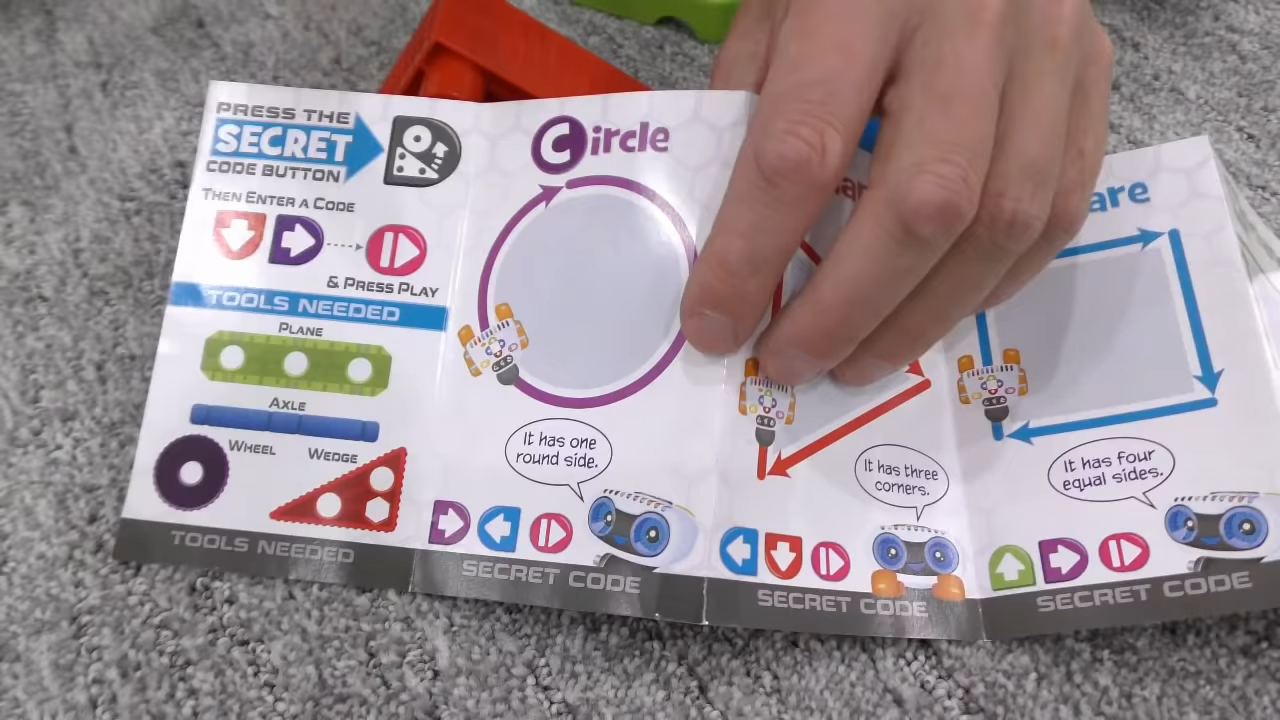 PRESS THE
SECRET
CODE BUTTON
THEN ENTER A CODE
& PRESS PLAY
TOOLS NEEDED
PLANE
AXLE
WHEEL
WEDGE
TOOLS NEEDED
Circle
It has one
round side.
SECRET CODE
It has three
corners.
SECRET CODE
are
It has four
equal sides.
SECRET CODE